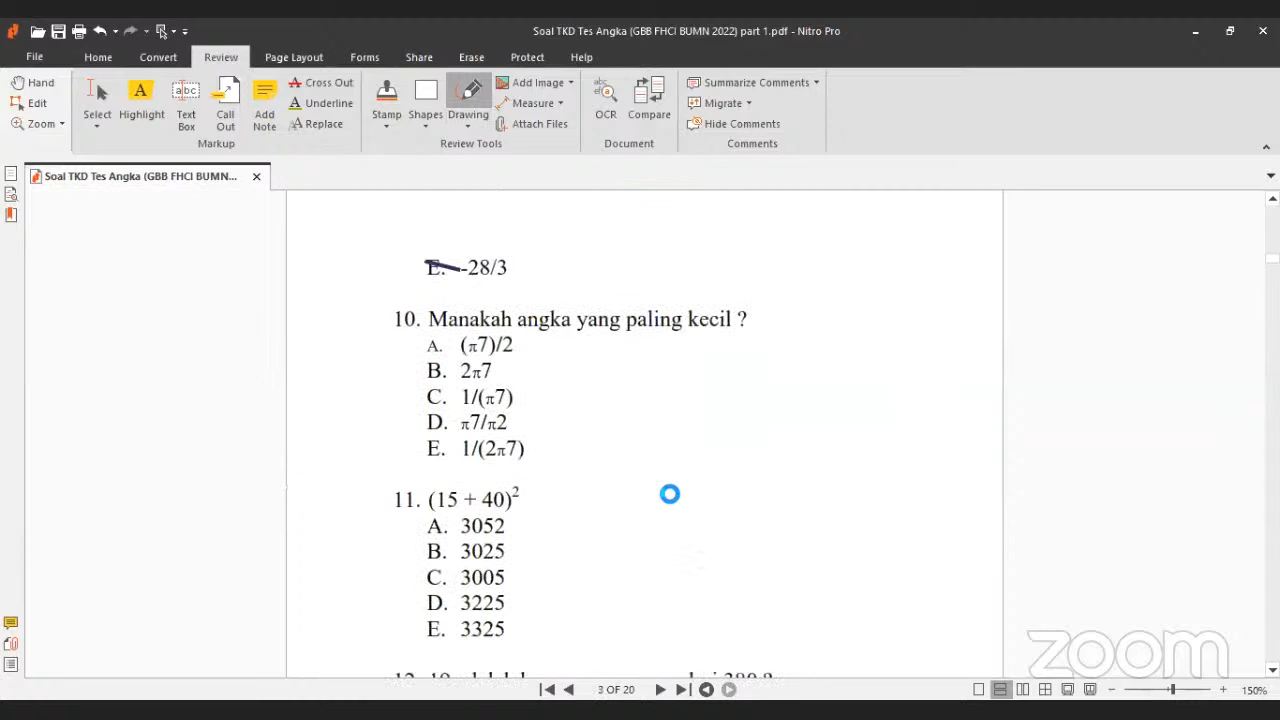 Soal TKD Tes Angka (GBB FHCI BUMN 2022) part 1.pdf - Nitro Pro
File Home Convert Review Page Layout Forms Share Erase Protect Help
Hand
Edit
Zoom
Select
Highlight
Text Box
Call Out
Add Note
Cross Out
Underline
Replace
Markup
Stamp
Shapes
Drawing
Add Image
Measure
Attach Files
Review Tools
OCR
Compare
Document
Summarize Comments
Migrate
Hide Comments
Comments
Soal TKD Tes Angka (GBB FHCI BUMN...
E. -28/3
10. Manakah angka yang paling kecil ?
A. (π7)/2
B. 2π7
C. 1/(π7)
D. π7/π2
E. 1/(2π7)
11. (15 + 40)²
A. 3052
B. 3025
C. 3005
D. 3225
E. 3325
zoom
3 OF 20
150%